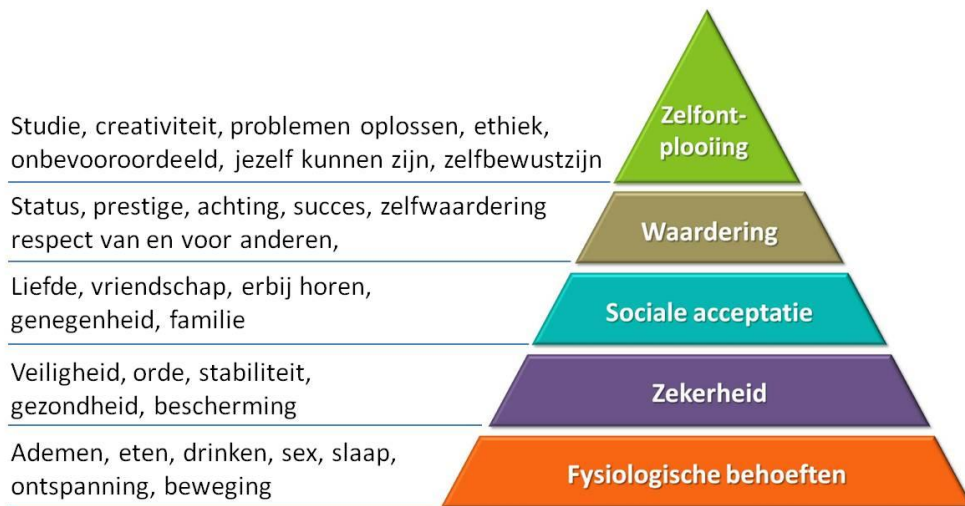 Studie, creativiteit, problemen oplossen, ethiek,
onbevooroordeeld, jezelf kunnen zijn, zelfbewustzijn
Zelfont-
plooiing
Status, prestige, achting, succes, zelfwaardering
respect van en voor anderen,
Waardering
Liefde, vriendschap, erbij horen,
genegenheid, familie
Sociale acceptatie
Veiligheid, orde, stabiliteit,
gezondheid, bescherming
Zekerheid
Ademen, eten, drinken, sex, slaap,
ontspanning, beweging
Fysiologische behoeften